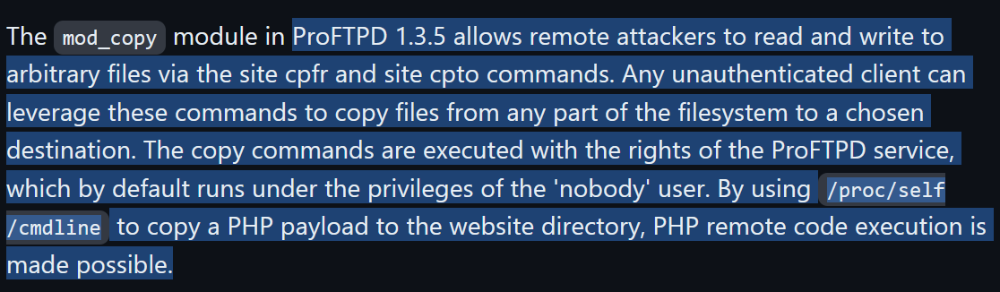 The mod_copy module in ProFTPD 1.3.5 allows remote attackers to read and write to
arbitrary files via the site cpfr and site cpto commands. Any unauthenticated client can
leverage these commands to copy files from any part of the filesystem to a chosen
destination. The copy commands are executed with the rights of the ProFTPD service,
which by default runs under the privileges of the 'nobody' user. By using /proc/self
/cmdline to copy a PHP payload to the website directory, PHP remote code execution is
made possible.